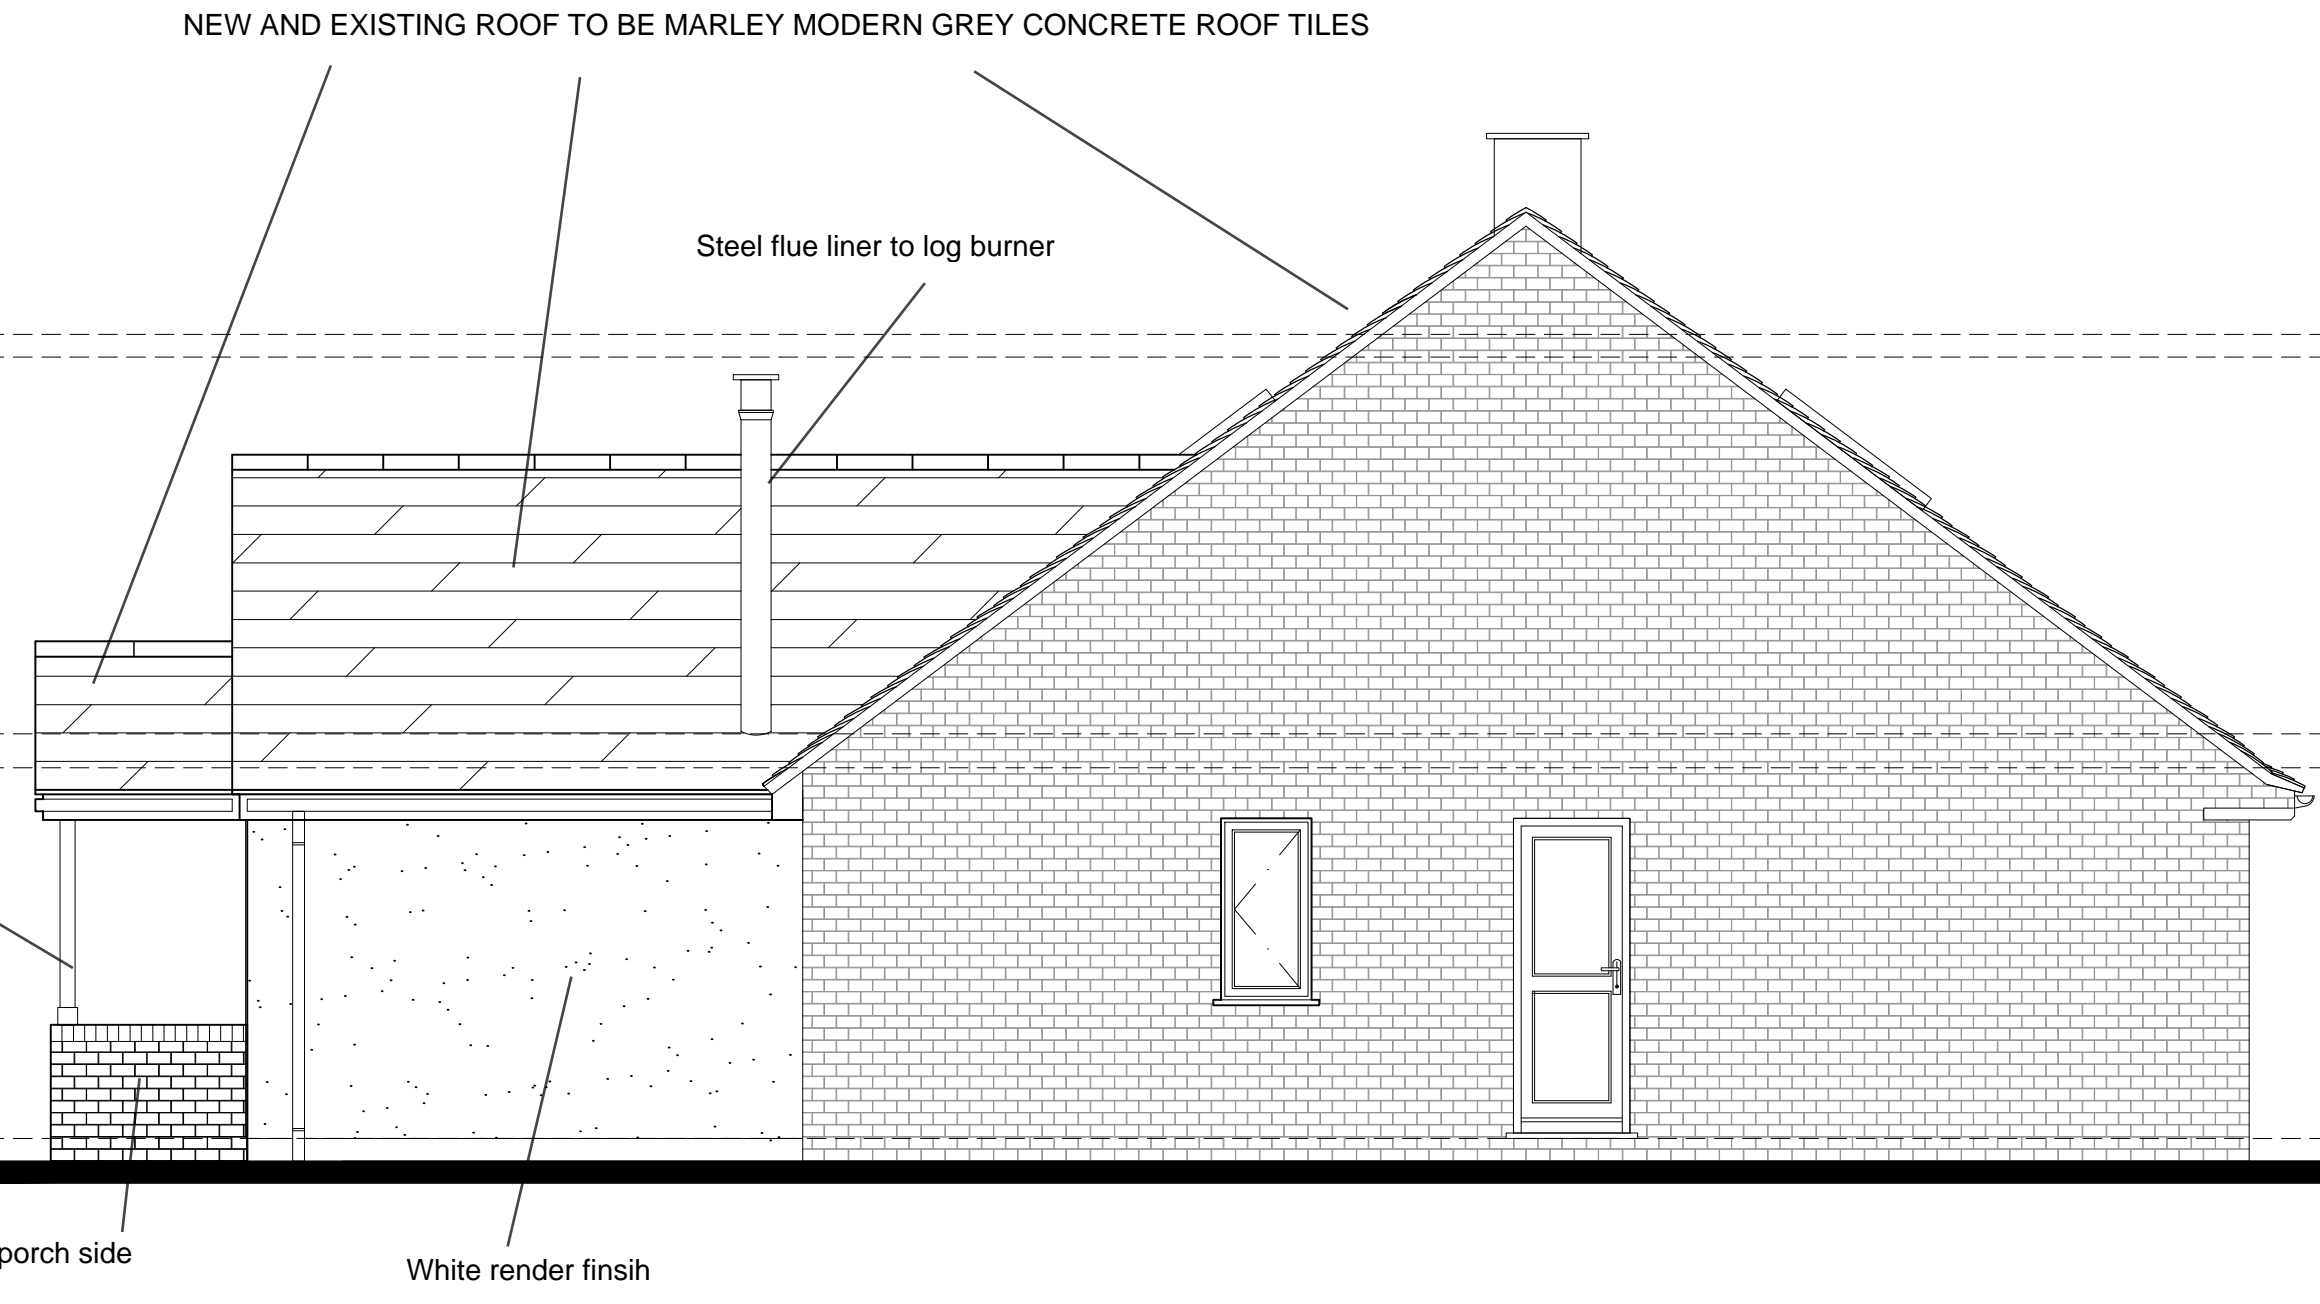 NEW AND EXISTING ROOF TO BE MARLEY MODERN GREY CONCRETE ROOF TILES
Steel flue liner to log burner
porch side
White render finsih